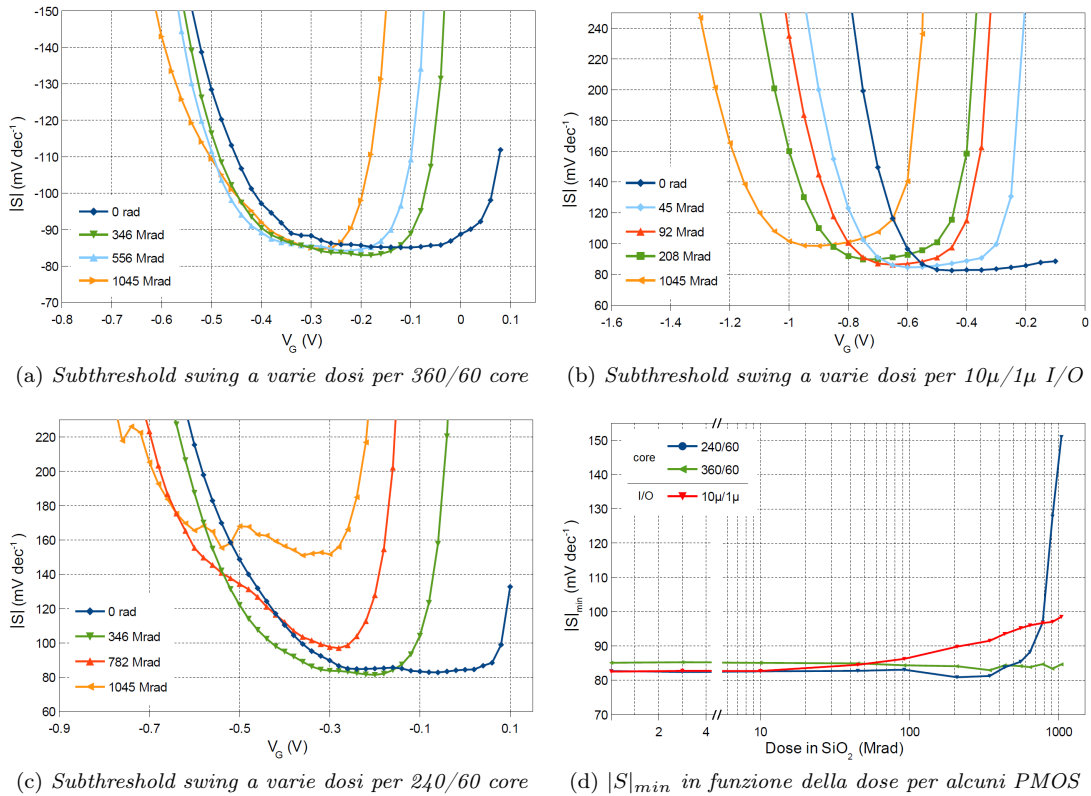 -150
-140
-130
-120
-110
-100
-90
-80
-70
|S| (mV dec⁻¹)
0 rad
346 Mrad
556 Mrad
1045 Mrad
-0.8 -0.7 -0.6 -0.5 -0.4 -0.3 -0.2 -0.1 0 0.1
V_G (V)
(a) Subthreshold swing a varie dosi per 360/60 core
240
220
200
180
160
140
120
100
80
60
|S| (mV dec⁻¹)
0 rad
45 Mrad
92 Mrad
208 Mrad
1045 Mrad
-1.6 -1.4 -1.2 -1 -0.8 -0.6 -0.4 -0.2 0
V_G (V)
(b) Subthreshold swing a varie dosi per 10µ/1µ I/O
220
200
180
160
140
120
100
80
60
|S| (mV dec⁻¹)
0 rad
346 Mrad
782 Mrad
1045 Mrad
-0.9 -0.7 -0.5 -0.3 -0.1 0.1
V_G (V)
(c) Subthreshold swing a varie dosi per 240/60 core
150
140
130
120
110
100
90
80
70
|S|_min (mV dec⁻¹)
//
core 240/60
360/60
I/O 10µ/1µ
//
2 4 10 100 1000
Dose in SiO₂ (Mrad)
(d) |S|_min in funzione della dose per alcuni PMOS